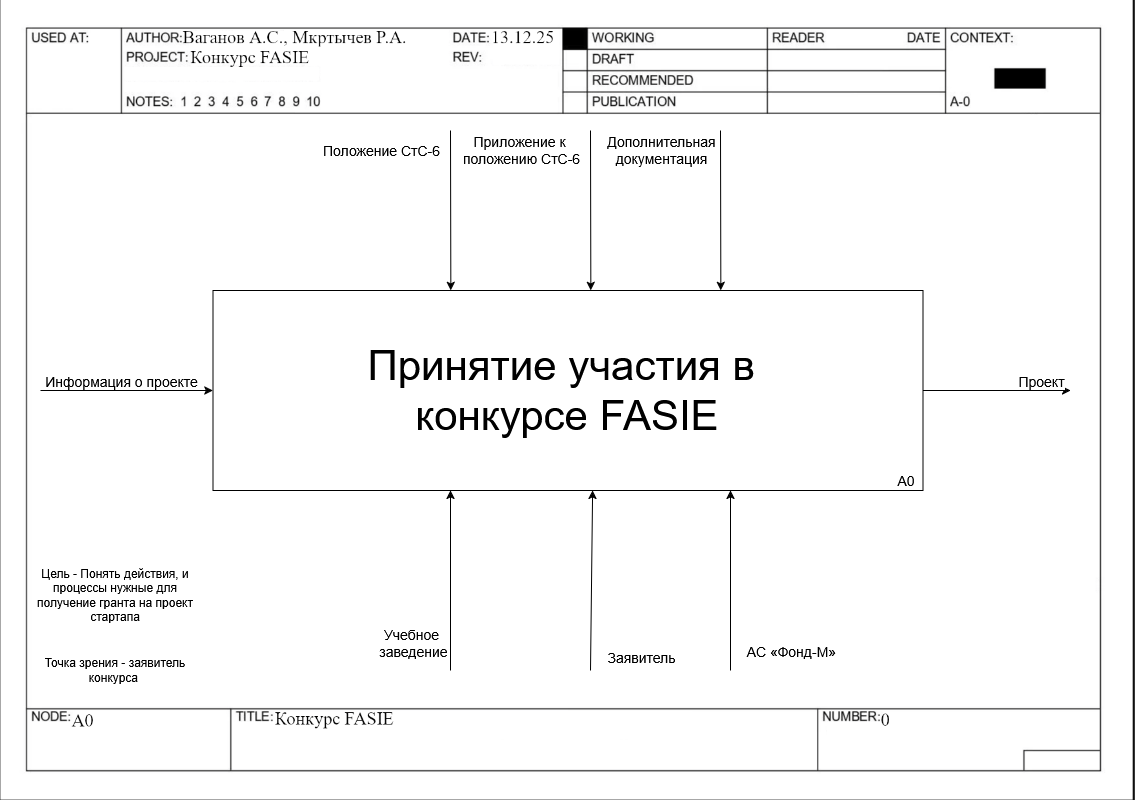 USED AT:
AUTHOR:Ваганов А.С., Мкртычев Р.А.
DATE:13.12.25
PROJECT:Конкурс FASIE
REV:
NOTES: 1 2 3 4 5 6 7 8 9 10
WORKING
DRAFT
RECOMMENDED
PUBLICATION
READER
DATE
CONTEXT:
A-0
Положение СтС-6
Приложение к
положению СтС-6
Дополнительная
документация
Информация о проекте
Принятие участия в
конкурсе FASIE
A0
Проект
Цель - Понять действия, и
процессы нужные для
получение гранта на проект
стартапа
Точка зрения - заявитель
конкурса
Учебное
заведение
Заявитель
АС «Фонд-М»
NODE:A0
TITLE:Конкурс FASIE
NUMBER:0